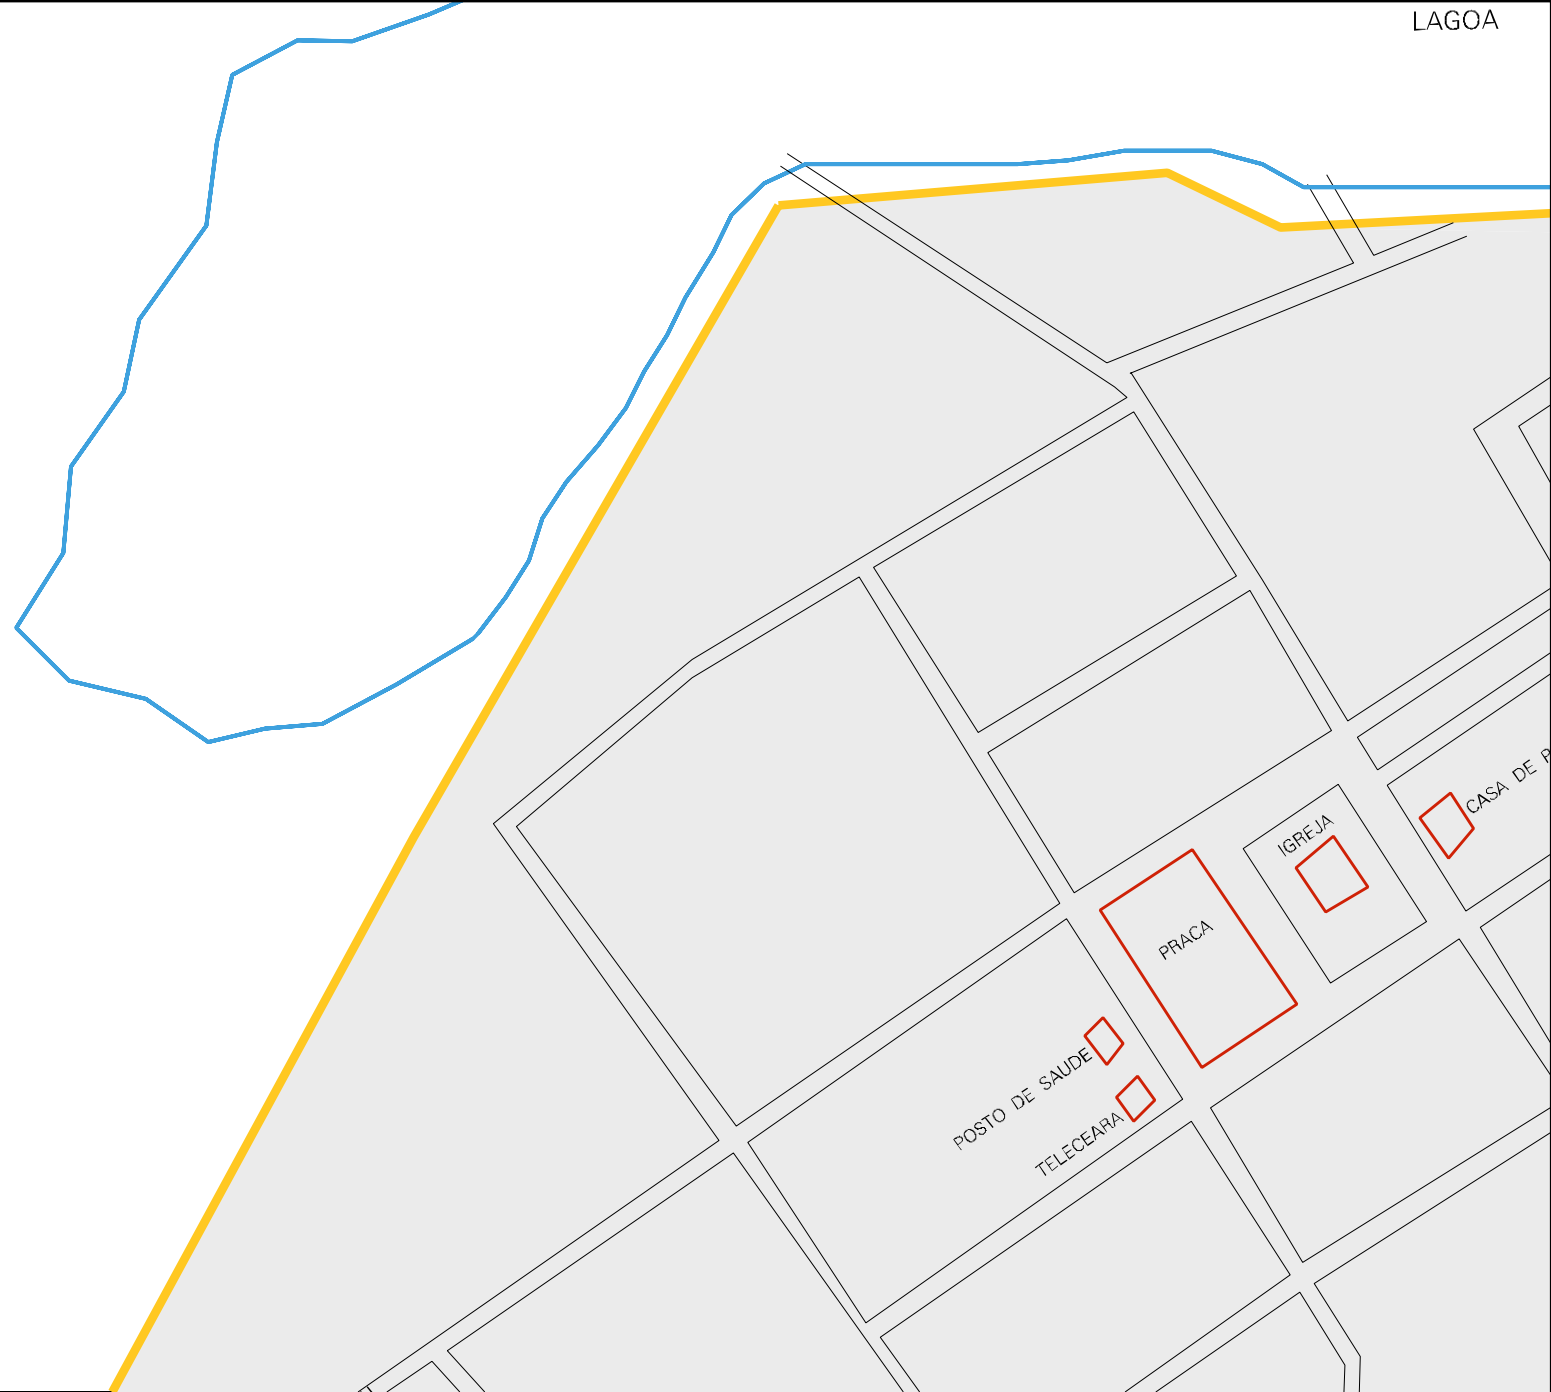 LAGOA
CASA DE
IGREJA
PRACA
POSTO DE SAUDE
TELECEARA